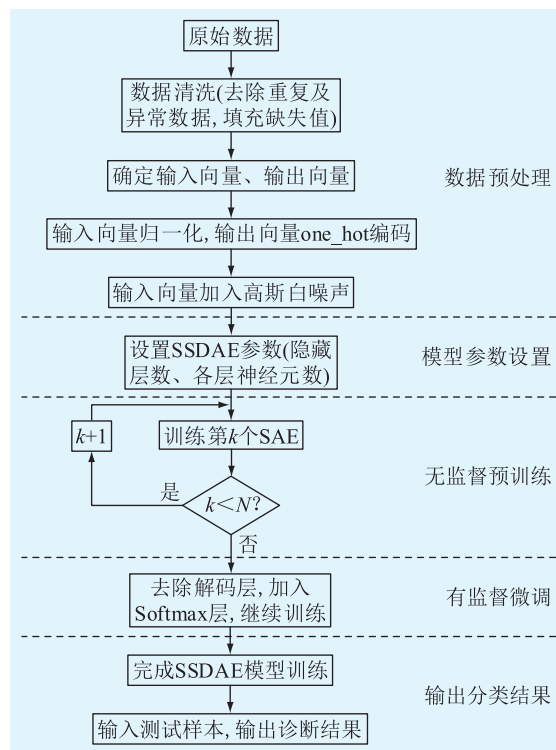 原始数据
数据清洗(去除重复及
异常数据,填充缺失值)
确定输入向量、输出向量
数据预处理
输入向量归一化,输出向量one_hot编码
输入向量加入高斯白噪声
设置SSDAE参数(隐藏
层数、各层神经元数)
模型参数设置
k+1
训练第k个SAE
无监督预训练
是
k<N?
否
去除解码层,加入
Softmax层,继续训练
有监督微调
完成SSDAE模型训练
输出分类结果
输入测试样本,输出诊断结果